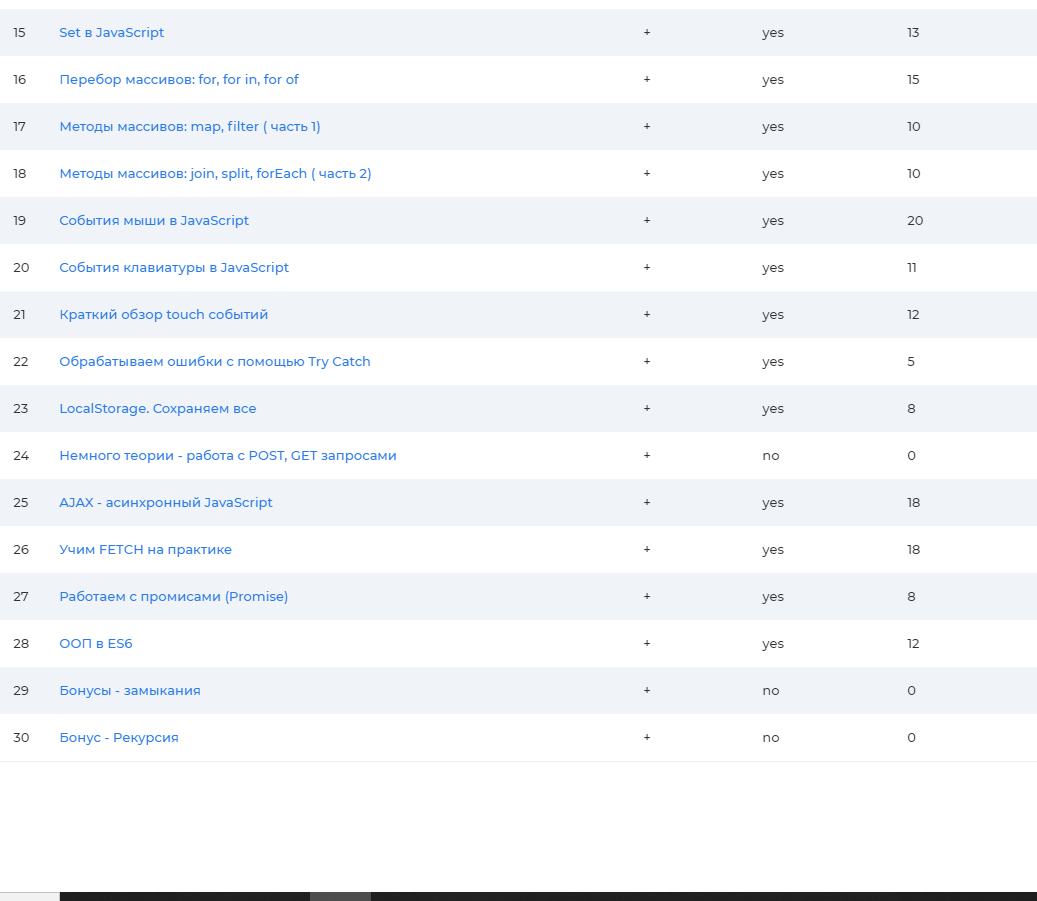 15 Set в JavaScript + yes 13
16 Перебор массивов: for, for in, for of + yes 15
17 Методы массивов: map, filter ( часть 1) + yes 10
18 Методы массивов: join, split, forEach ( часть 2) + yes 10
19 События мыши в JavaScript + yes 20
20 События клавиатуры в JavaScript + yes 11
21 Краткий обзор touch событий + yes 12
22 Обрабатываем ошибки с помощью Try Catch + yes 5
23 LocalStorage. Сохраняем все + yes 8
24 Немного теории - работа с POST, GET запросами + no 0
25 AJAX - асинхронный JavaScript + yes 18
26 Учим FETCH на практике + yes 18
27 Работаем с промисами (Promise) + yes 8
28 ООП в ES6 + yes 12
29 Бонусы - замыкания + no 0
30 Бонус - Рекурсия + no 0